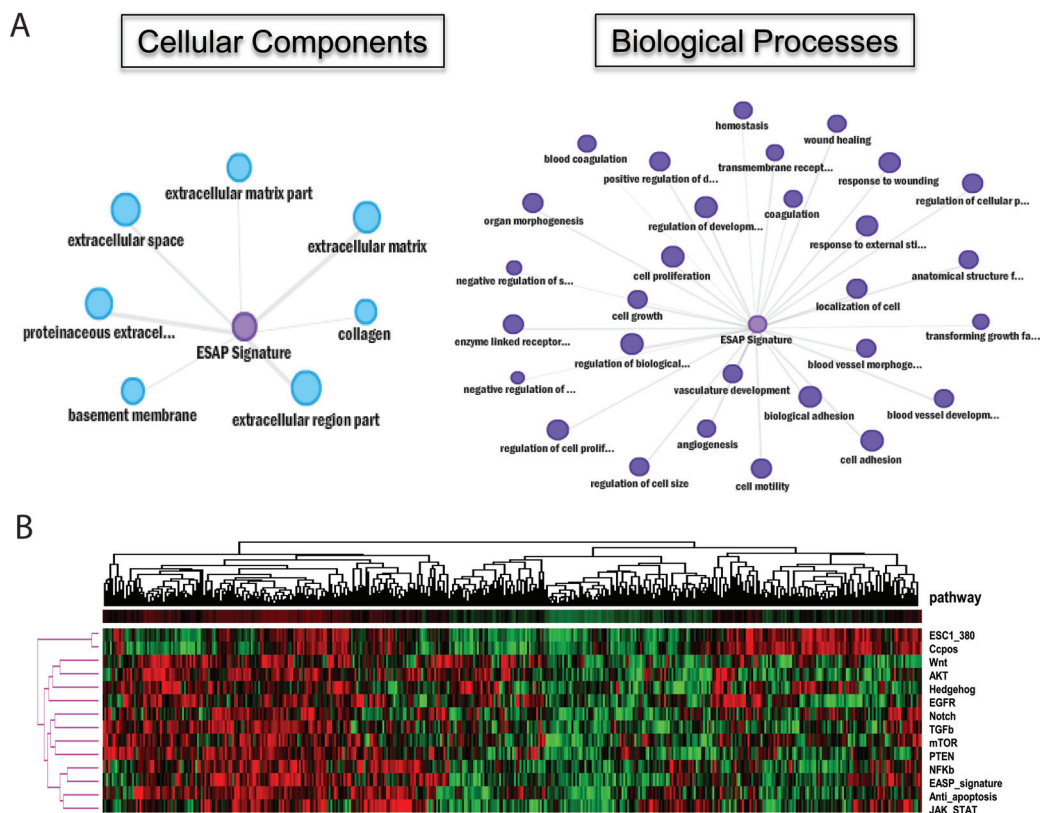 A
Cellular Components
Biological Processes
extracellular matrix part
extracellular space
extracellular matrix
proteinaceous extracel...
collagen
ESAP Signature
basement membrane
extracellular region part
hemostasis
wound healing
blood coagulation
transmembrane recept...
positive regulation of d...
response to wounding
regulation of cellular p...
coagulation
organ morphogenesis
regulation of developm...
response to external sti...
negative regulation of s...
cell proliferation
anatomical structure f...
localization of cell
cell growth
enzyme linked receptor...
ESAP Signature
transforming growth fa...
regulation of biological...
blood vessel morphoge...
negative regulation of ...
vasculature development
biological adhesion
blood vessel developm...
regulation of cell prolif...
angiogenesis
cell adhesion
regulation of cell size
cell motility
B
pathway
ESC1_380
Ccpos
Wnt
AKT
Hedgehog
EGFR
Notch
TGFb
mTOR
PTEN
NFKb
EASP_signature
Anti_apoptosis
JAK_STAT